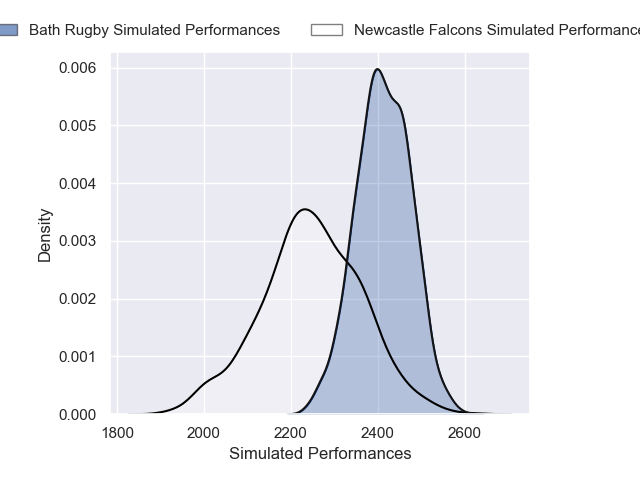 Bath Rugby Simulated Performances Newcastle Falcons Simulated Performance
0.006
0.005
0.004
0.003
0.002
0.001
0.000
Density
1800 2000 2200 2400 2600
Simulated Performances